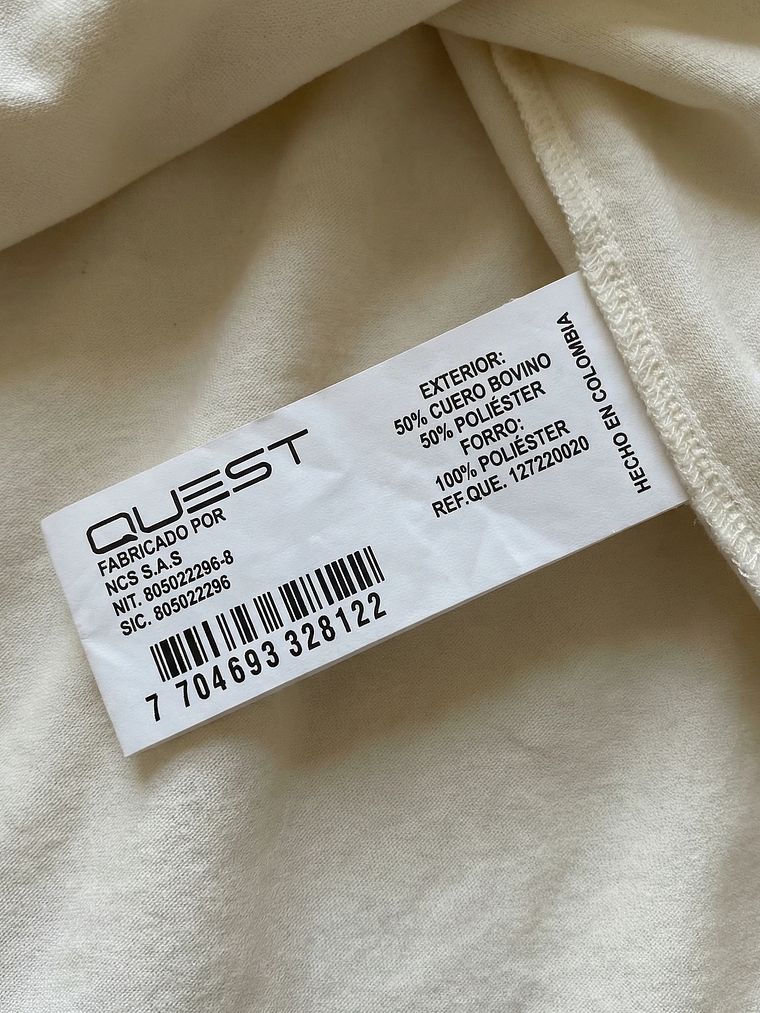 QUEST
FABRICADO POR
NCS S.A.S
NIT. 805022296-8
SIC. 805022296
7 704693 328122
EXTERIOR:
50% CUERO BOVINO
50% POLIÉSTER
FORRO:
100% POLIÉSTER
REF.QUE. 127220020
HECHO EN COLOMBIA